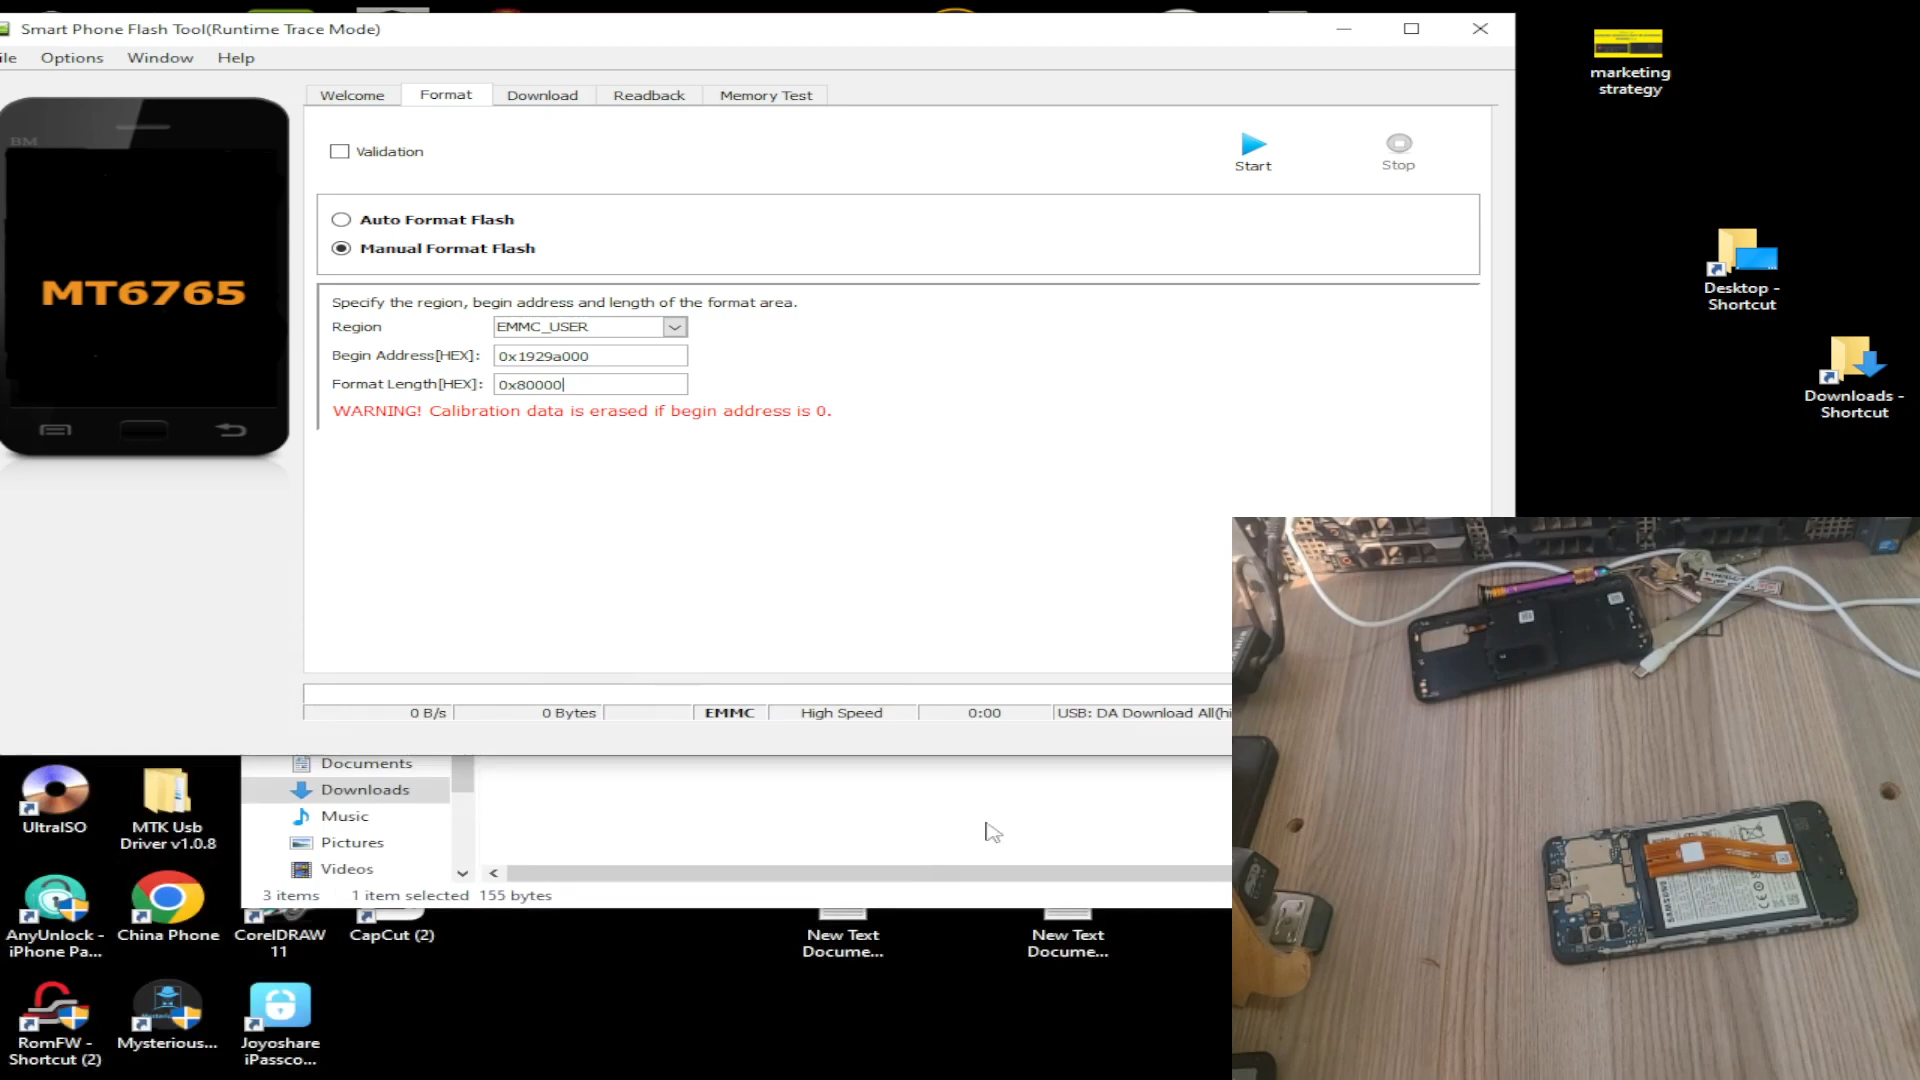 Smart Phone Flash Tool(Runtime Trace Mode)
ile Options Window Help
Welcome Format Download Readback Memory Test
BM
MT6765
Validation
Start
Stop
Auto Format Flash
Manual Format Flash
Specify the region, begin address and length of the format area.
Region EMMC_USER
Begin Address[HEX]: 0x1929a000
Format Length[HEX]: 0x80000
WARNING! Calibration data is erased if begin address is 0.
0 B/s 0 Bytes EMMC High Speed 0:00 USB: DA Download All(hi
marketing
strategy
Desktop -
Shortcut
Downloads -
Shortcut
Documents
Downloads
Music
Pictures
Videos
3 items 1 item selected 155 bytes
UltraISO
MTK Usb
Driver v1.0.8
AnyUnlock -
iPhone Pa...
China Phone
CorelDRAW
11
CapCut (2)
New Text
Docume...
New Text
Docume...
RomFW -
Shortcut (2)
Mysterious...
Joyoshare
iPassco...
SAMSUNG